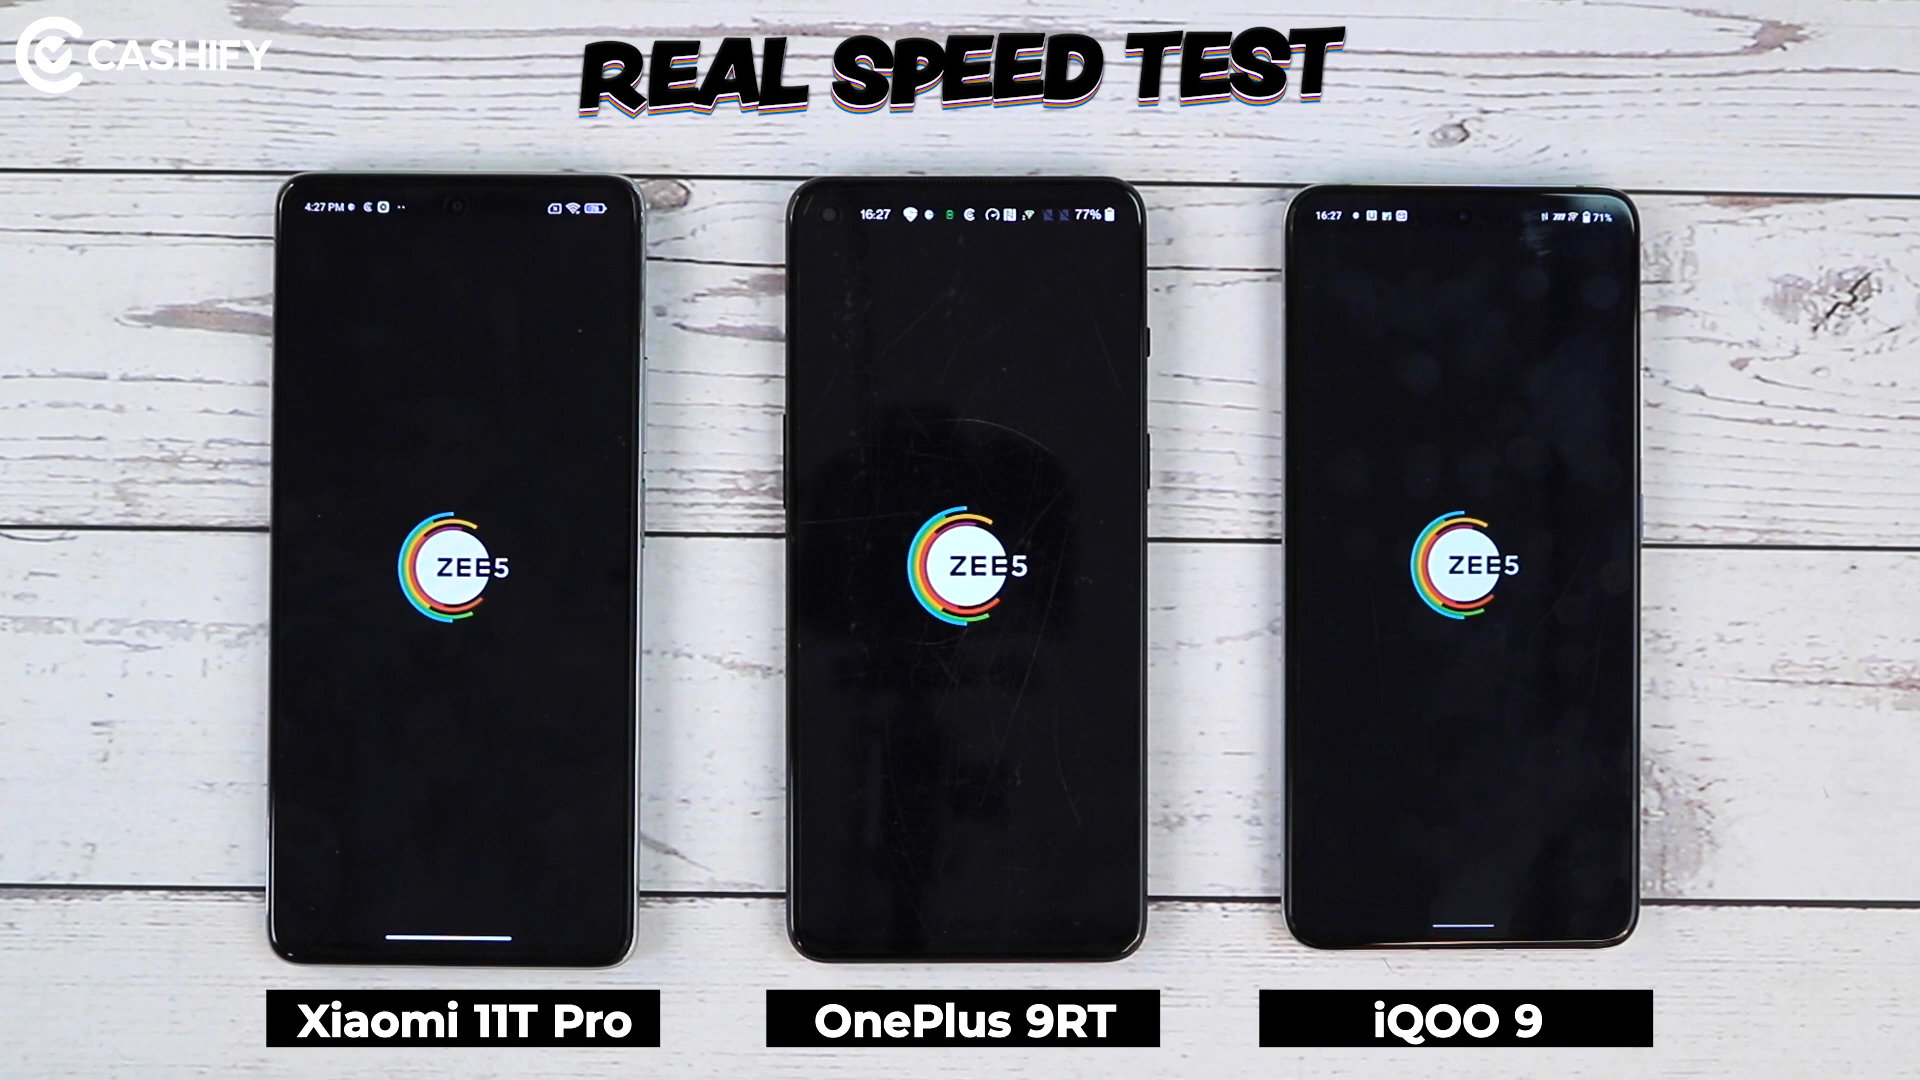 CASHIFY
REAL SPEED TEST
4:27 PM
16:27
77%
16:27
71%
ZEE5
ZEE5
ZEE5
Xiaomi 11T Pro
OnePlus 9RT
iQOO 9